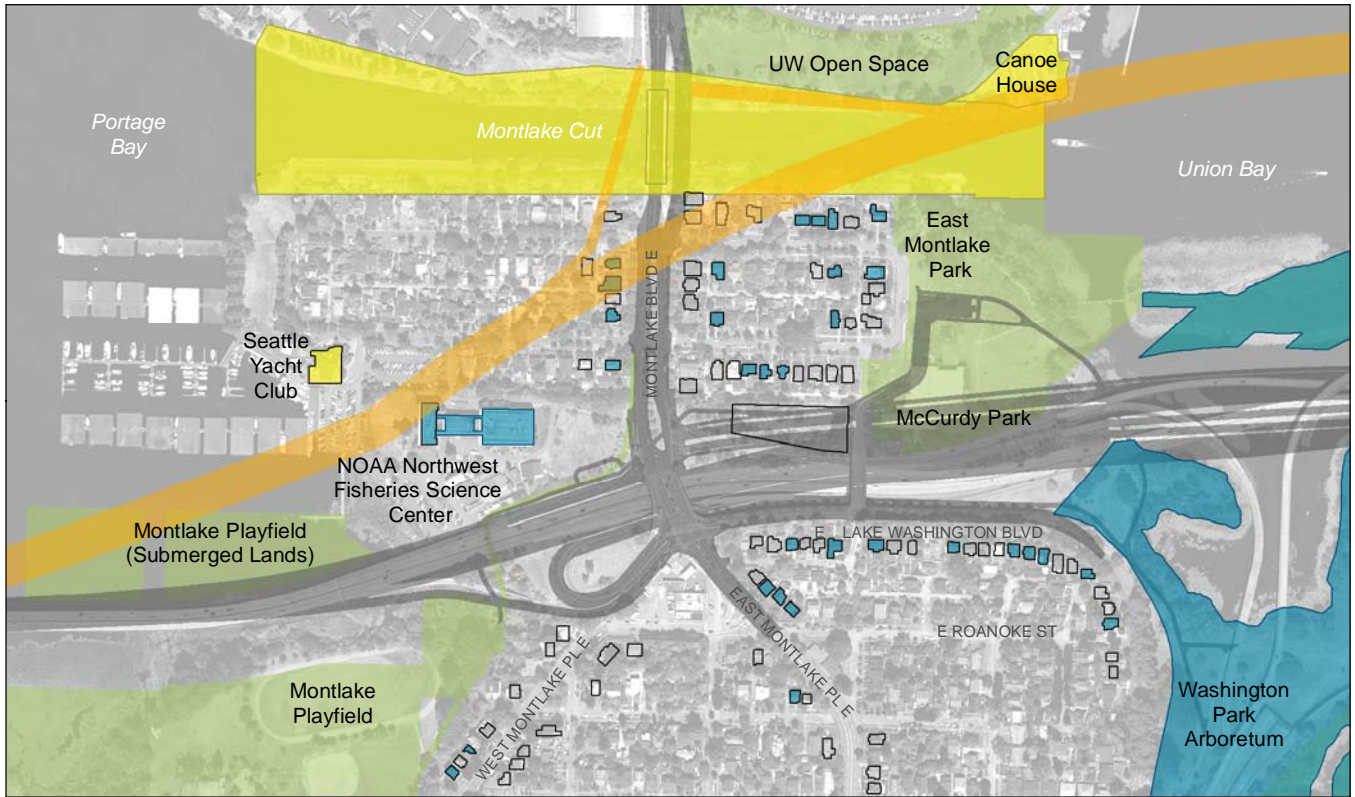 UW Open Space
Canoe
House
Portage
Bay
Montlake Cut
Union Bay
East
Montlake
Park
MONTLAKE BLVD E
Seattle
Yacht
Club
McCurdy Park
NOAA Northwest
Fisheries Science
Center
Montlake Playfield
(Submerged Lands)
E LAKE WASHINGTON BLVD
EAST MONTLAKE PL E
E ROANOKE ST
WEST MONTLAKE PL E
Montlake
Playfield
Washington
Park
Arboretum